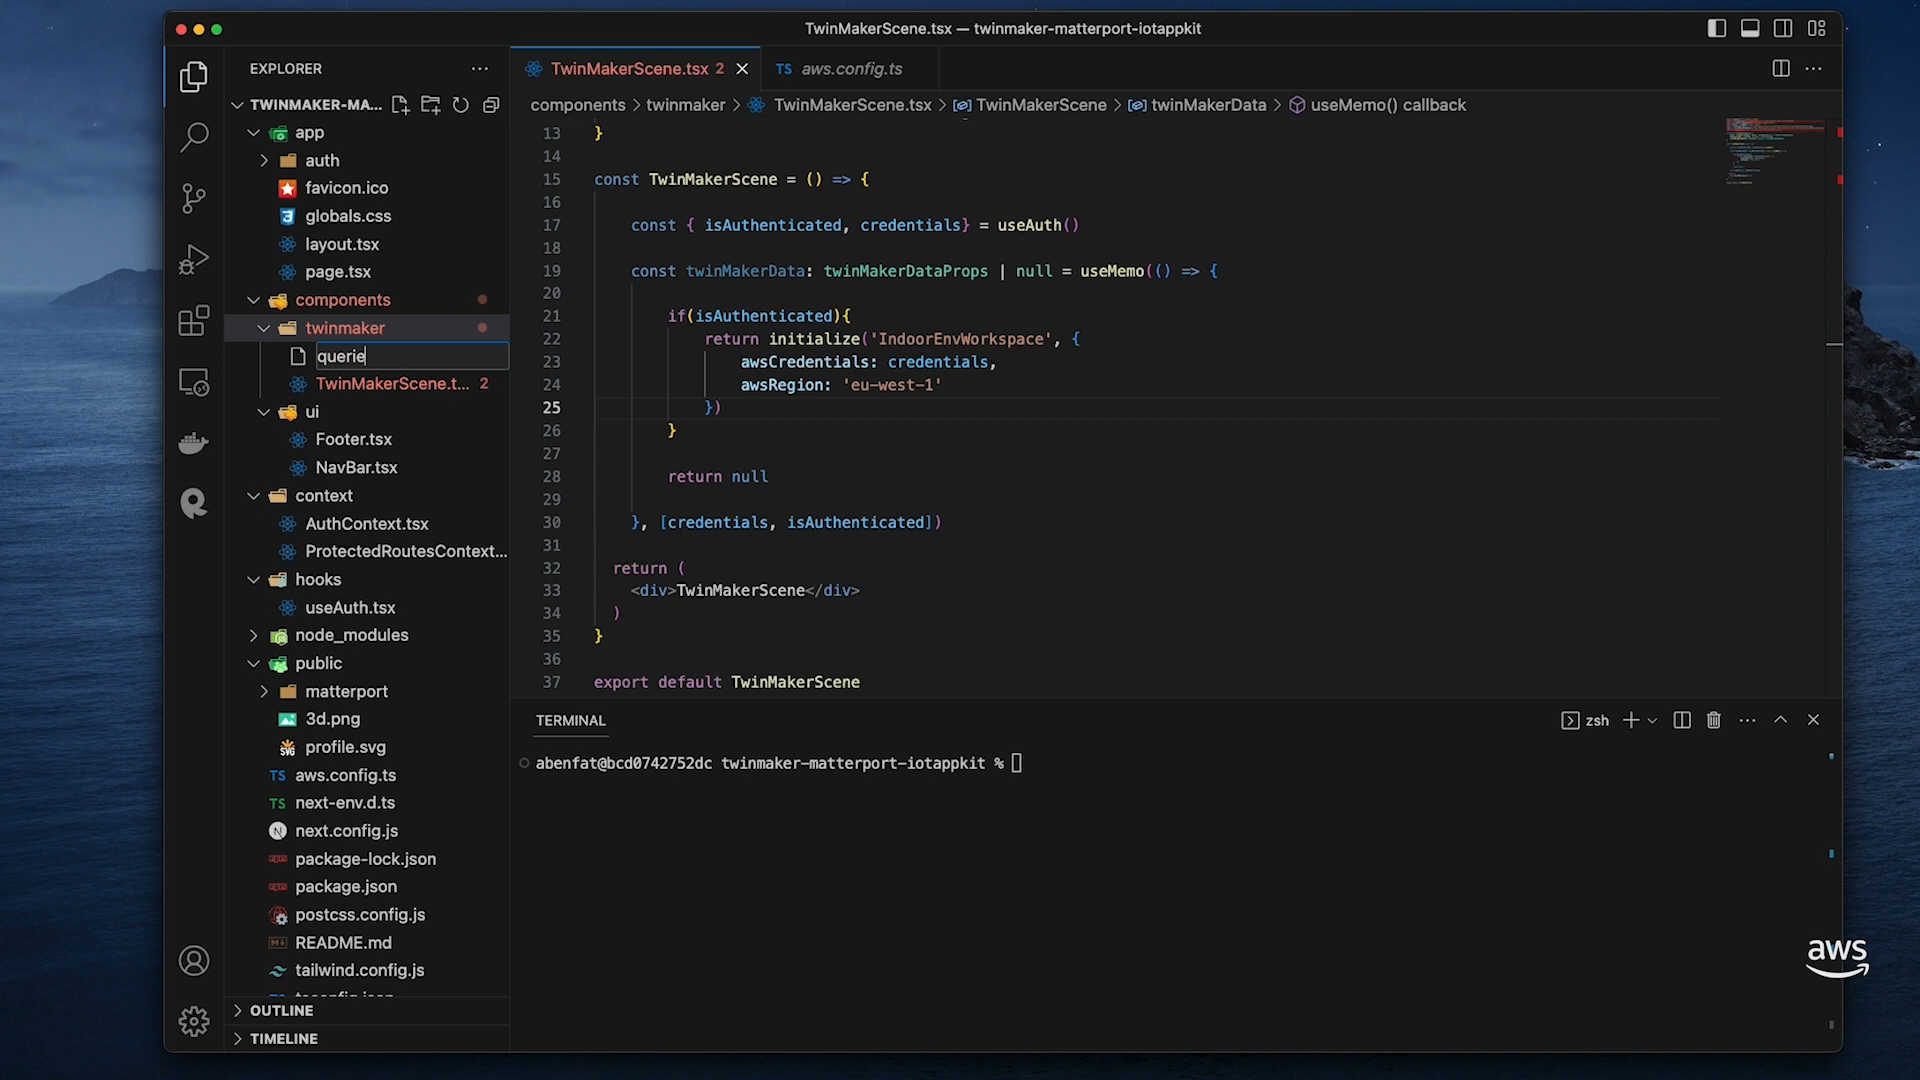 TwinMakerScene.tsx — twinmaker-matterport-iotappkit
EXPLORER
TWINMAKER-MA...
app
auth
favicon.ico
globals.css
layout.tsx
page.tsx
components
twinmaker
querie
TwinMakerScene.t... 2
ui
Footer.tsx
NavBar.tsx
context
AuthContext.tsx
ProtectedRoutesContext...
hooks
useAuth.tsx
node_modules
public
matterport
3d.png
profile.svg
TS aws.config.ts
TS next-env.d.ts
next.config.js
package-lock.json
package.json
postcss.config.js
README.md
tailwind.config.js
OUTLINE
TIMELINE
TwinMakerScene.tsx 2
TS aws.config.ts
components > twinmaker > TwinMakerScene.tsx > TwinMakerScene > twinMakerData > useMemo() callback
13 }
14
15 const TwinMakerScene = () => {
16
17 const { isAuthenticated, credentials} = useAuth()
18
19 const twinMakerData: twinMakerDataProps | null = useMemo(() => {
20
21 if(isAuthenticated){
22 return initialize('IndoorEnvWorkspace', {
23 awsCredentials: credentials,
24 awsRegion: 'eu-west-1'
25 })
26 }
27
28 return null
29
30 }, [credentials, isAuthenticated])
31
32 return (
33 <div>TwinMakerScene</div>
34 )
35 }
36
37 export default TwinMakerScene
TERMINAL
zsh
abenfat@bcd0742752dc twinmaker-matterport-iotappkit %
aws